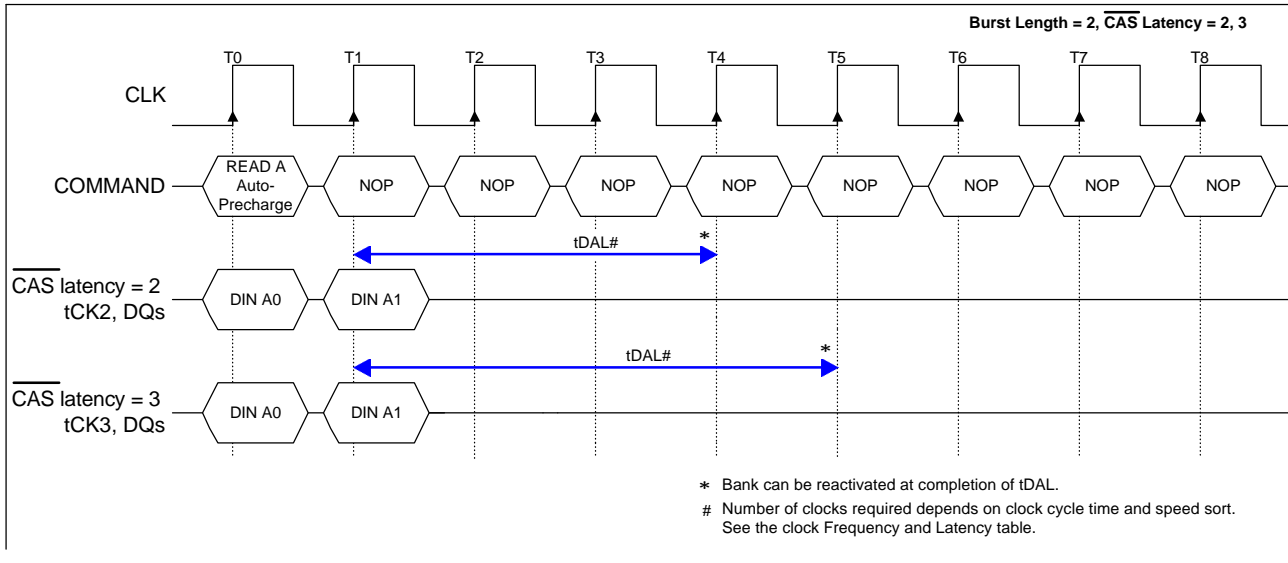 Burst Length = 2, CAS Latency = 2, 3
T0 T1 T2 T3 T4 T5 T6 T7 T8
CLK
COMMAND
READ A
Auto-
Precharge
NOP NOP NOP NOP NOP NOP NOP NOP
tDAL# *
CAS latency = 2
tCK2, DQs
DIN A0 DIN A1
tDAL# *
CAS latency = 3
tCK3, DQs
DIN A0 DIN A1
* Bank can be reactivated at completion of tDAL.
# Number of clocks required depends on clock cycle time and speed sort.
See the clock Frequency and Latency table.